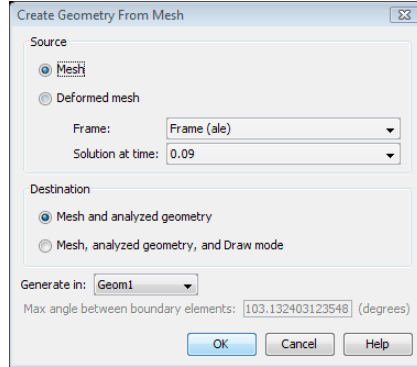 Create Geometry From Mesh
Source
Mesh
Deformed mesh
Frame: Frame (ale)
Solution at time: 0.09
Destination
Mesh and analyzed geometry
Mesh, analyzed geometry, and Draw mode
Generate in: Geom1
Max angle between boundary elements: 103.132403123548 (degrees)
OK Cancel Help